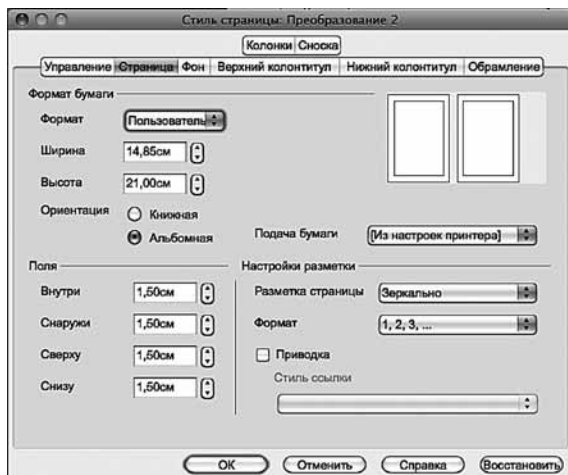 Стиль страницы: Преобразование 2
Колонки Сноска
Управление Страница Фон Верхний колонтитул Нижний колонтитул Обрамление
Формат бумаги
Формат Пользователь
Ширина 14,85см
Высота 21,00см
Ориентация Книжная
Альбомная Подача бумаги [Из настроек принтера]
Поля Настройки разметки
Внутри 1,50см Разметка страницы Зеркально
Снаружи 1,50см Формат 1, 2, 3, ...
Сверху 1,50см Приводка
Стиль ссылки
Снизу 1,50см
OK Отменить Справка Восстановить